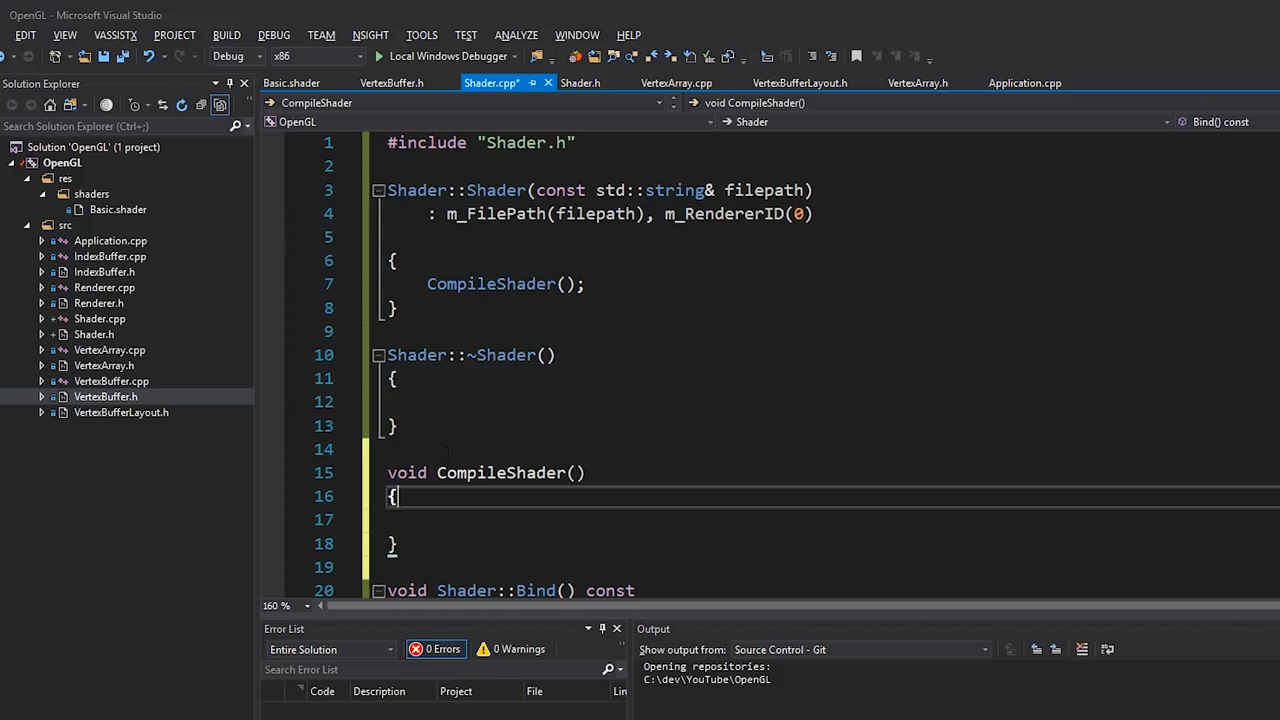 OpenGL - Microsoft Visual Studio
EDIT VIEW VASSISTX PROJECT BUILD DEBUG TEAM NSIGHT TOOLS TEST ANALYZE WINDOW HELP
Debug x86 Local Windows Debugger
Solution Explorer
Search Solution Explorer (Ctrl+;)
Solution 'OpenGL' (1 project)
OpenGL
res
shaders
Basic.shader
src
Application.cpp
IndexBuffer.cpp
IndexBuffer.h
Renderer.cpp
Renderer.h
Shader.cpp
Shader.h
VertexArray.cpp
VertexArray.h
VertexBuffer.cpp
VertexBuffer.h
VertexBufferLayout.h
Basic.shader VertexBuffer.h Shader.cpp* Shader.h VertexArray.cpp VertexBufferLayout.h VertexArray.h Application.cpp
CompileShader void CompileShader()
OpenGL Shader Bind() const
1 #include "Shader.h"
2
3 Shader::Shader(const std::string& filepath)
4 : m_FilePath(filepath), m_RendererID(0)
5
6 {
7 CompileShader();
8 }
9
10 Shader::~Shader()
11 {
12
13 }
14
15 void CompileShader()
16 {
17
18 }
19
20 void Shader::Bind() const
160 %
Error List
Entire Solution 0 Errors 0 Warnings
Search Error List
Code Description Project File Lin
Output
Show output from: Source Control - Git
Opening repositories:
C:\dev\YouTube\OpenGL